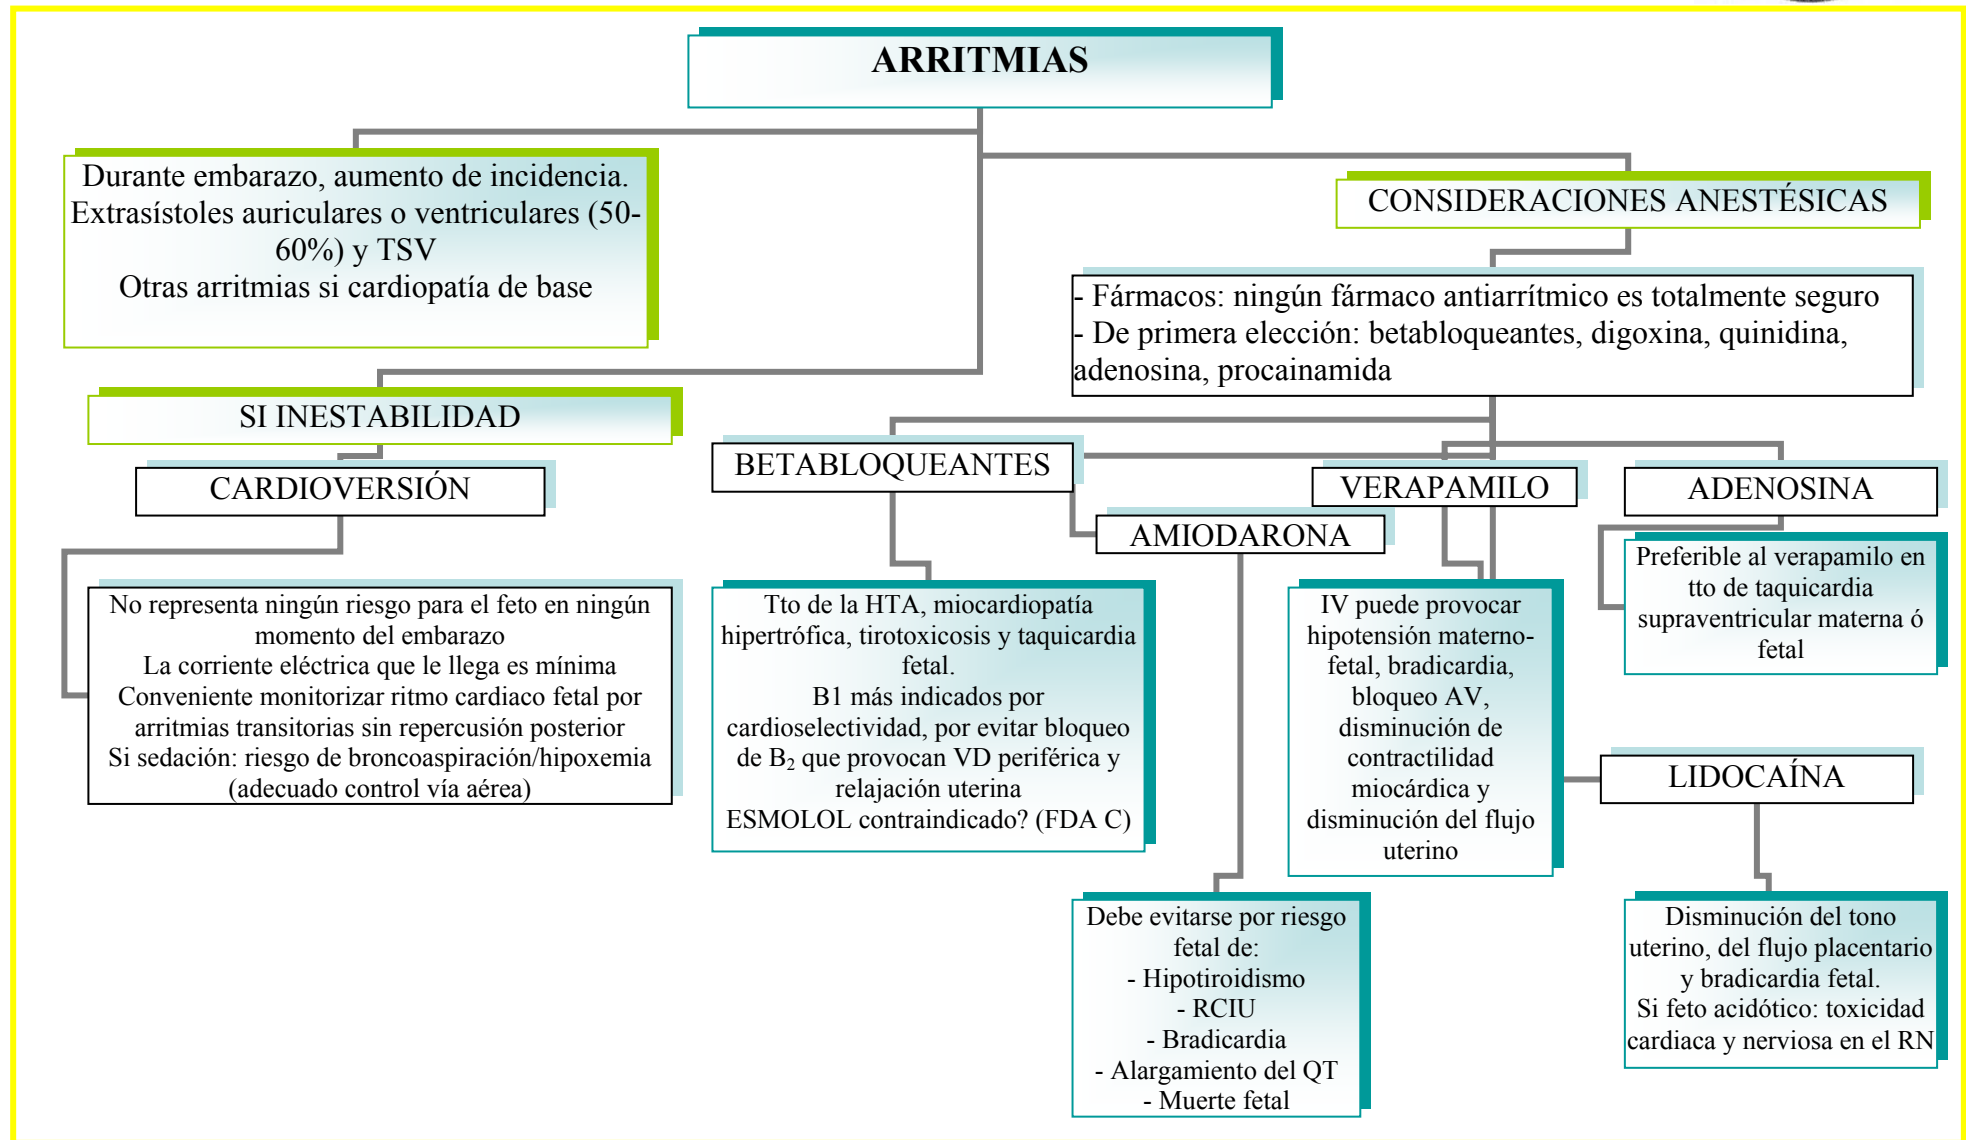 ARRITMIAS
Durante embarazo, aumento de incidencia.
Extrasístoles auriculares o ventriculares (50-
60%) y TSV
Otras arritmias si cardiopatía de base
CONSIDERACIONES ANESTÉSICAS
- Fármacos: ningún fármaco antiarrítmico es totalmente seguro
- De primera elección: betabloqueantes, digoxina, quinidina,
adenosina, procainamida
SI INESTABILIDAD
CARDIOVERSIÓN
No representa ningún riesgo para el feto en ningún
momento del embarazo
La corriente eléctrica que le llega es mínima
Conveniente monitorizar ritmo cardiaco fetal por
arritmias transitorias sin repercusión posterior
Si sedación: riesgo de broncoaspiración/hipoxemia
(adecuado control vía aérea)
BETABLOQUEANTES
Tto de la HTA, miocardiopatía
hipertrófica, tirotoxicosis y taquicardia
fetal.
B1 más indicados por
cardioselectividad, por evitar bloqueo
de B₂ que provocan VD periférica y
relajación uterina
ESMOLOL contraindicado? (FDA C)
AMIODARONA
Debe evitarse por riesgo
fetal de:
- Hipotiroidismo
- RCIU
- Bradicardia
- Alargamiento del QT
- Muerte fetal
VERAPAMILO
IV puede provocar
hipotensión materno-
fetal, bradicardia,
bloqueo AV,
disminución de
contractilidad
miocárdica y
disminución del flujo
uterino
ADENOSINA
Preferible al verapamilo en
tto de taquicardia
supraventricular materna ó
fetal
LIDOCAÍNA
Disminución del tono
uterino, del flujo placentario
y bradicardia fetal.
Si feto acidótico: toxicidad
cardiaca y nerviosa en el RN